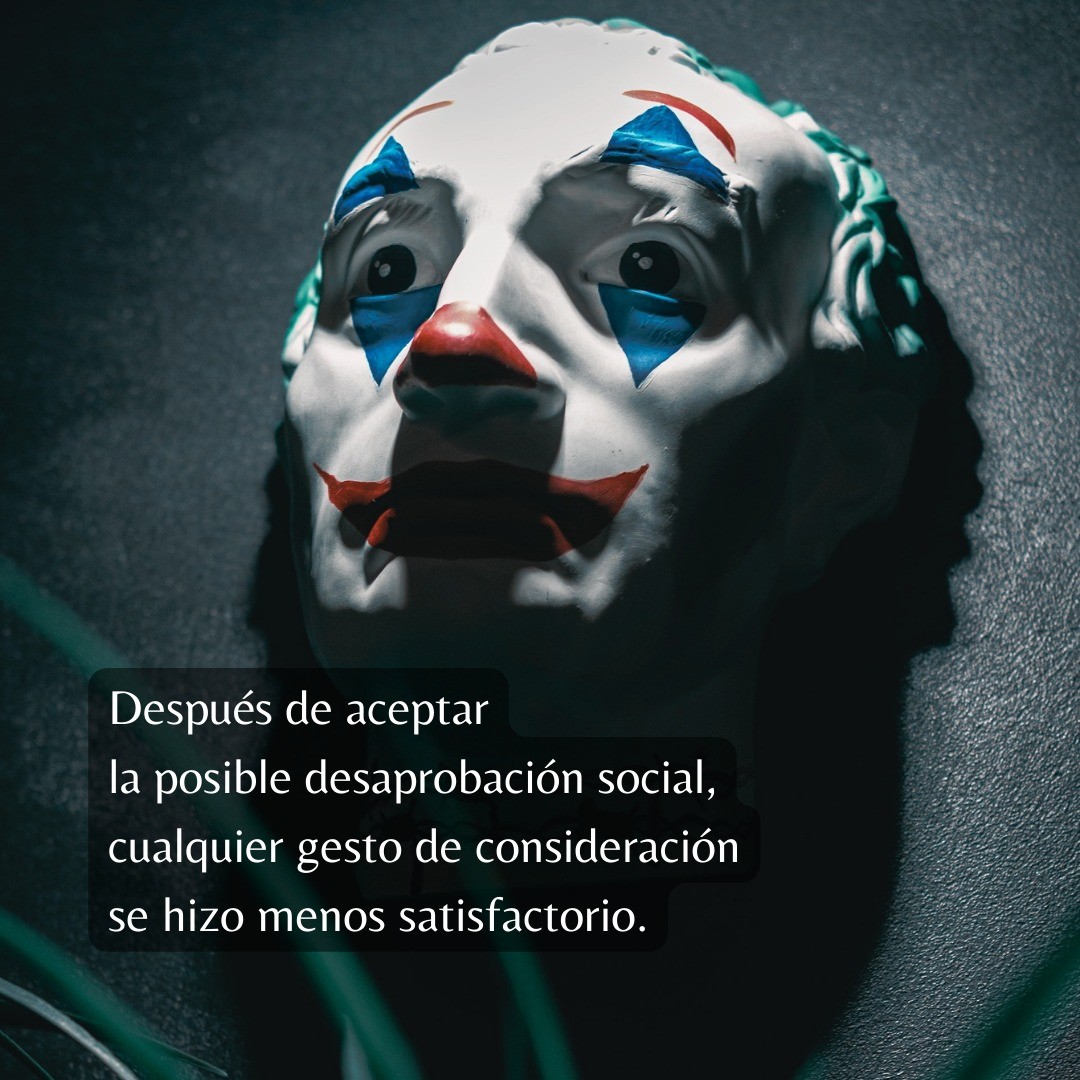 Después de aceptar
la posible desaprobación social,
cualquier gesto de consideración
se hizo menos satisfactorio.